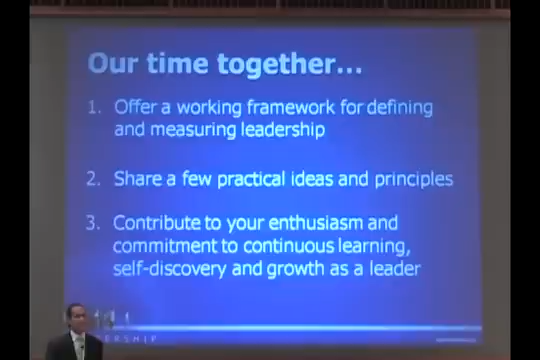 Our time together...
1. Offer a working framework for defining
and measuring leadership
2. Share a few practical ideas and principles
3. Contribute to your enthusiasm and
commitment to continuous learning,
self-discovery and growth as a leader
ERSHIP